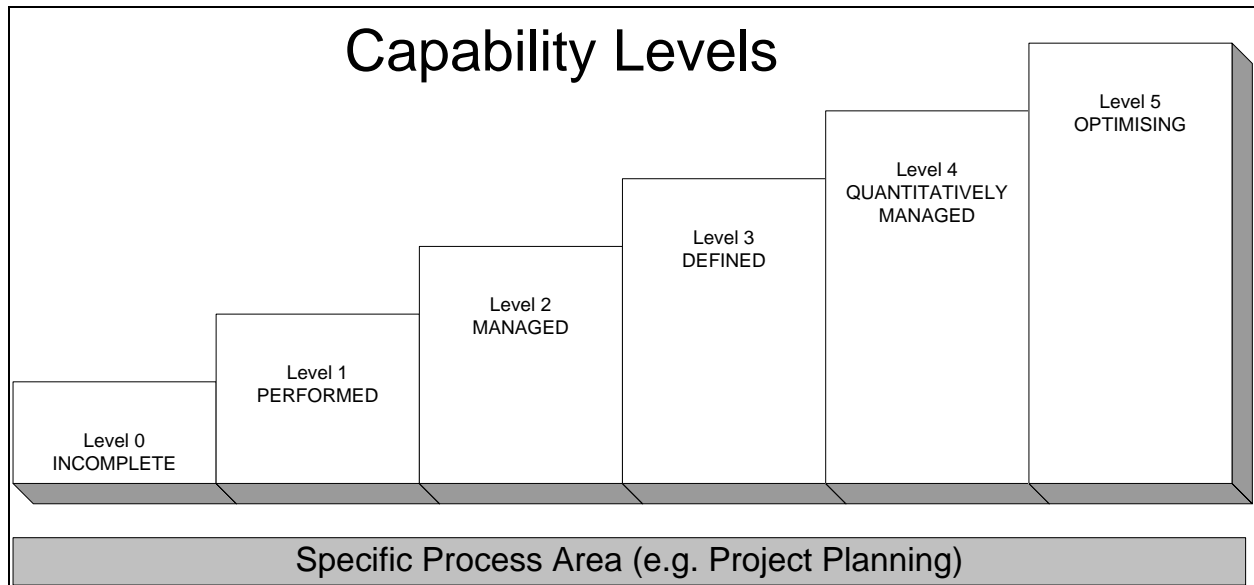 Capability Levels
Level 5
OPTIMISING
Level 4
QUANTITATIVELY
MANAGED
Level 3
DEFINED
Level 2
MANAGED
Level 1
PERFORMED
Level 0
INCOMPLETE
Specific Process Area (e.g. Project Planning)